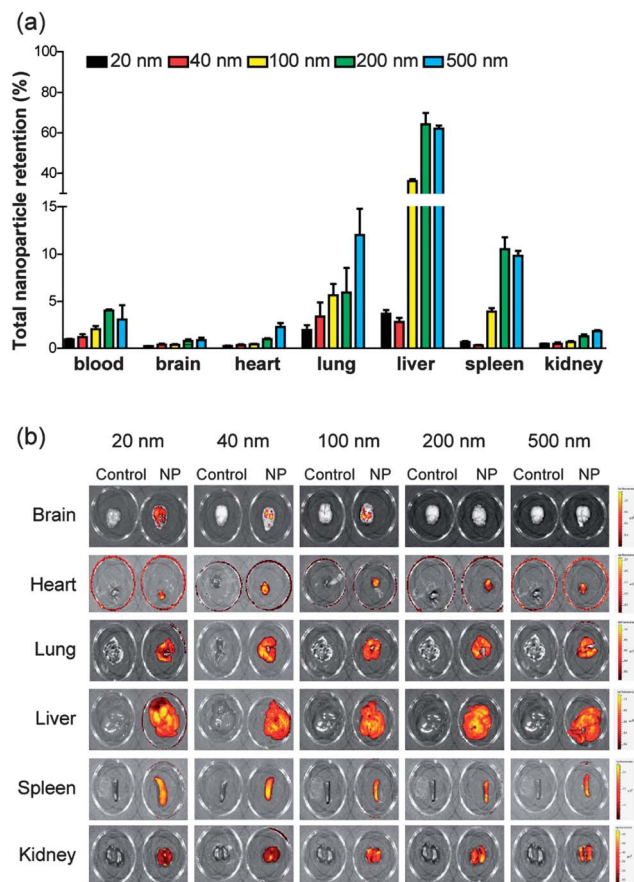 (a)
Total nanoparticle retention (%)
100
80
60
40
15
10
5
0
20 nm 40 nm 100 nm 200 nm 500 nm
blood brain heart lung liver spleen kidney
(b)
20 nm 40 nm 100 nm 200 nm 500 nm
Control NP Control NP Control NP Control NP Control NP
Brain
Heart
Lung
Liver
Spleen
Kidney